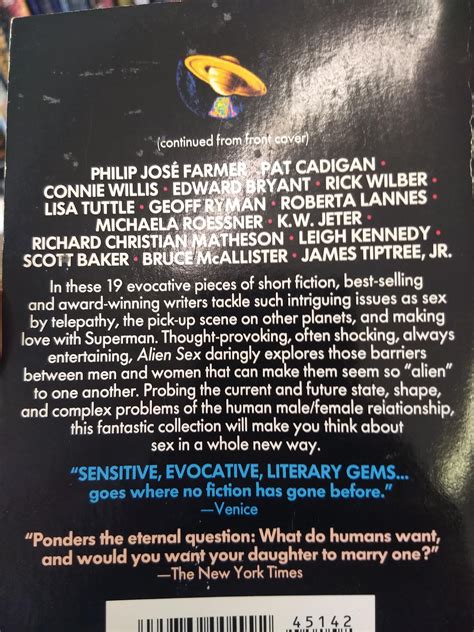 (continued from front cover)
PHILIP JOSÉ FARMER • PAT CADIGAN •
CONNIE WILLIS • EDWARD BRYANT • RICK WILBER •
LISA TUTTLE • GEOFF RYMAN • ROBERTA LANNES •
MICHAELA ROESSNER • K.W. JETER •
RICHARD CHRISTIAN MATHESON • LEIGH KENNEDY •
SCOTT BAKER • BRUCE McALLISTER • JAMES TIPTREE, JR.
In these 19 evocative pieces of short fiction, best-selling
and award-winning writers tackle such intriguing issues as sex
by telepathy, the pick-up scene on other planets, and making
love with Superman. Thought-provoking, often shocking, always
entertaining, Alien Sex daringly explores those barriers
between men and women that can make them seem so "alien"
to one another. Probing the current and future state, shape,
and complex problems of the human male/female relationship,
this fantastic collection will make you think about
sex in a whole new way.
"SENSITIVE, EVOCATIVE, LITERARY GEMS...
goes where no fiction has gone before."
—Venice
"Ponders the eternal question: What do humans want,
and would you want your daughter to marry one?"
—The New York Times
45142